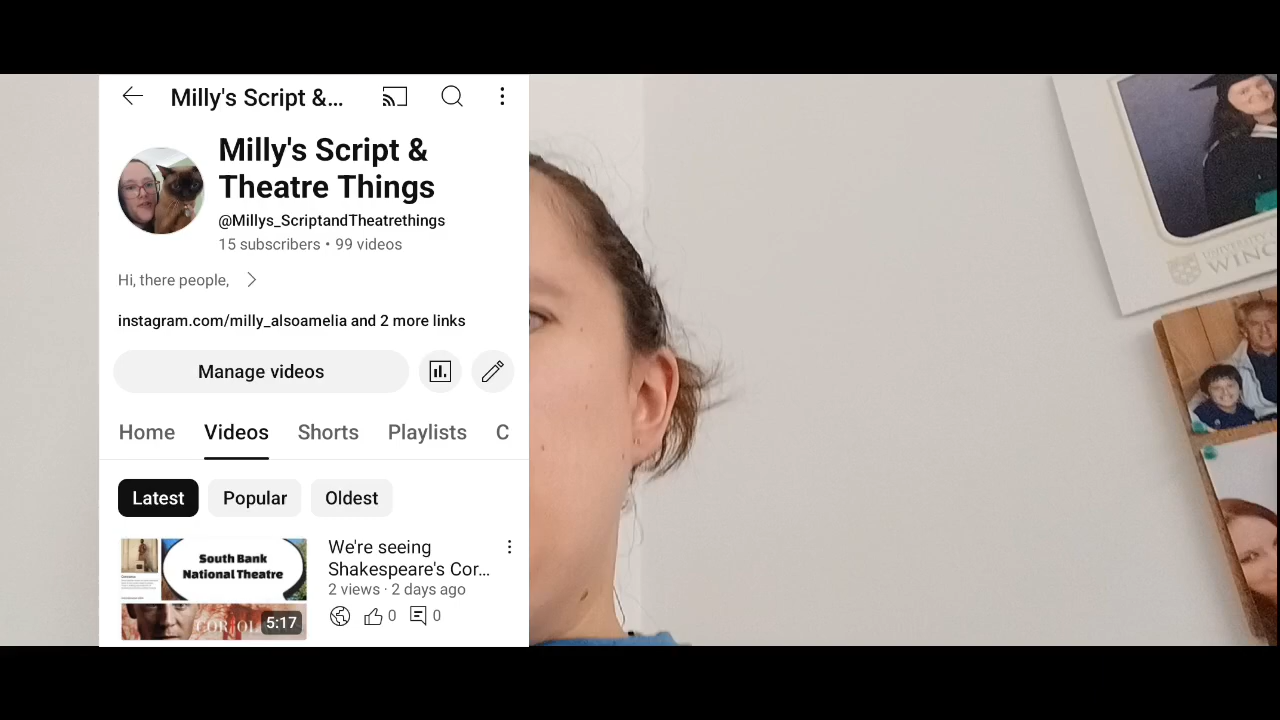 Milly's Script &...
Milly's Script &
Theatre Things
@Millys_ScriptandTheatrethings
15 subscribers • 99 videos
Hi, there people,
instagram.com/milly_alsoamelia and 2 more links
Manage videos
Home Videos Shorts Playlists C
Latest Popular Oldest
South Bank
National Theatre
5:17
We're seeing
Shakespeare's Cor...
2 views · 2 days ago
0 0
UNIVERSITY
WINC